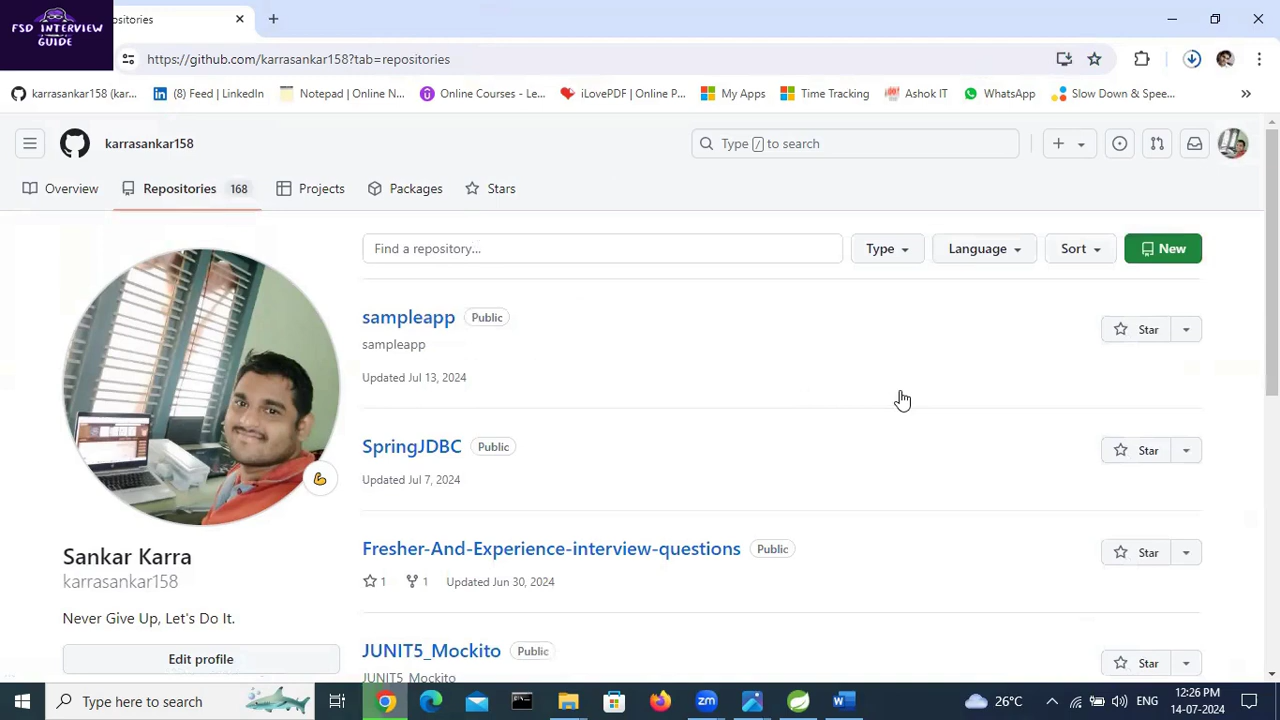 FSD INTERVIEW
GUIDE
ositories
https://github.com/karrasankar158?tab=repositories
karrasankar158 (kar...
(8) Feed | LinkedIn
Notepad | Online N...
Online Courses - Le...
iLovePDF | Online P...
My Apps
Time Tracking
Ashok IT
WhatsApp
Slow Down & Spee...
karrasankar158
Type / to search
Overview
Repositories 168
Projects
Packages
Stars
Find a repository...
Type
Language
Sort
New
sampleapp Public
Star
sampleapp
Updated Jul 13, 2024
SpringJDBC Public
Star
Updated Jul 7, 2024
Fresher-And-Experience-interview-questions Public
Star
1 1 Updated Jun 30, 2024
JUNIT5_Mockito Public
Star
JUNIT5_Mockito
Sankar Karra
karrasankar158
Never Give Up, Let's Do It.
Edit profile
Type here to search
26°C
ENG
12:26 PM
14-07-2024